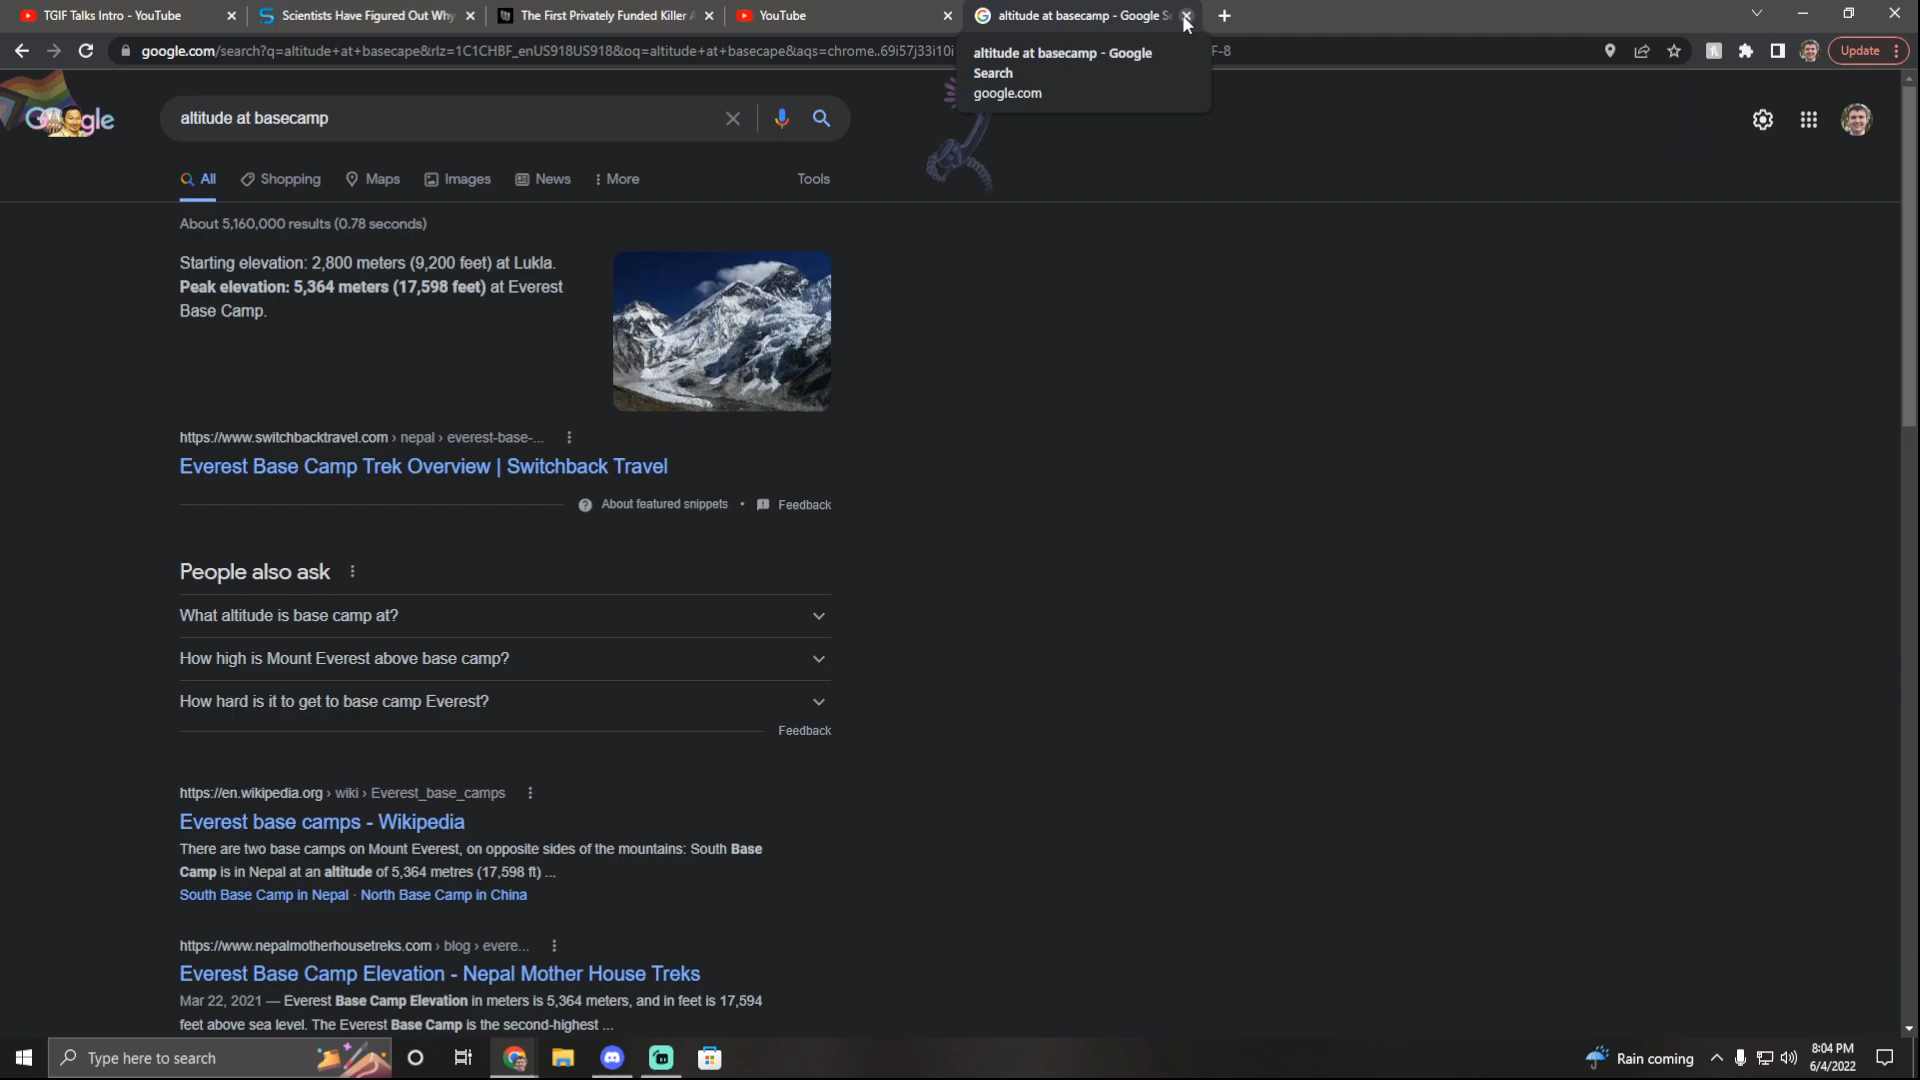 TGIF Talks Intro - YouTube
Scientists Have Figured Out Why
The First Privately Funded Killer
YouTube
altitude at basecamp - Google Se
google.com/search?q=altitude+at+basecape&rlz=1C1CHBF_enUS918US918&oq=altitude+at+basecape&aqs=chrome..69i57j33i10i
F-8
Update
altitude at basecamp - Google
Search
google.com
Google
altitude at basecamp
All
Shopping
Maps
Images
News
More
Tools
About 5,160,000 results (0.78 seconds)
Starting elevation: 2,800 meters (9,200 feet) at Lukla.
Peak elevation: 5,364 meters (17,598 feet) at Everest
Base Camp.
https://www.switchbacktravel.com › nepal › everest-base-...
Everest Base Camp Trek Overview | Switchback Travel
About featured snippets • Feedback
People also ask
What altitude is base camp at?
How high is Mount Everest above base camp?
How hard is it to get to base camp Everest?
Feedback
https://en.wikipedia.org › wiki › Everest_base_camps
Everest base camps - Wikipedia
There are two base camps on Mount Everest, on opposite sides of the mountains: South Base
Camp is in Nepal at an altitude of 5,364 metres (17,598 ft) ...
South Base Camp in Nepal · North Base Camp in China
https://www.nepalmotherhousetreks.com › blog › evere...
Everest Base Camp Elevation - Nepal Mother House Treks
Mar 22, 2021 — Everest Base Camp Elevation in meters is 5,364 meters, and in feet is 17,594
feet above sea level. The Everest Base Camp is the second-highest ...
Type here to search
Rain coming
8:04 PM
6/4/2022